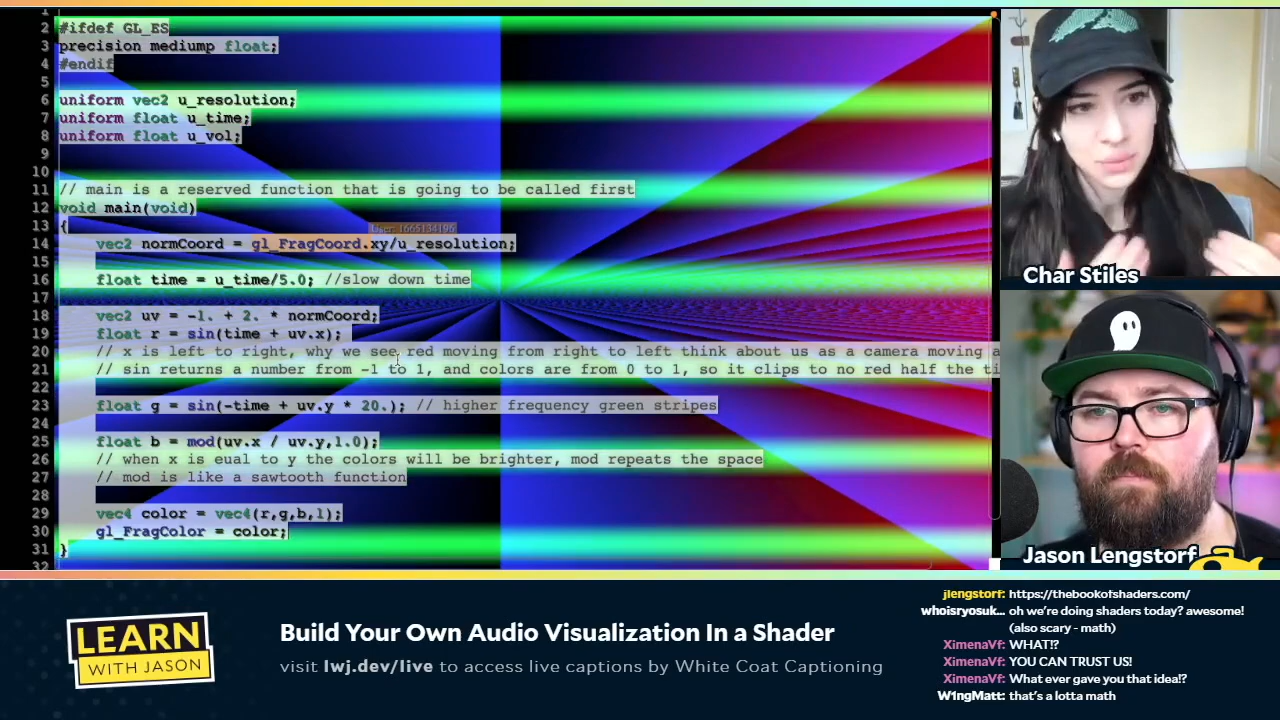 1
2 #ifdef GL_ES
3 precision mediump float;
4 #endif
5
6 uniform vec2 u_resolution;
7 uniform float u_time;
8 uniform float u_vol;
9
10
11 // main is a reserved function that is going to be called first
12 void main(void)
13 {
User: 1665134196
14 vec2 normCoord = gl_FragCoord.xy/u_resolution;
15
16 float time = u_time/5.0; //slow down time
17
18 vec2 uv = -1. + 2. * normCoord;
19 float r = sin(time + uv.x);
20 // x is left to right, why we see red moving from right to left think about us as a camera moving a
21 // sin returns a number from -1 to 1, and colors are from 0 to 1, so it clips to no red half the ti
22
23 float g = sin(-time + uv.y * 20.); // higher frequency green stripes
24
25 float b = mod(uv.x / uv.y,1.0);
26 // when x is eual to y the colors will be brighter, mod repeats the space
27 // mod is like a sawtooth function
28
29 vec4 color = vec4(r,g,b,1);
30 gl_FragColor = color;
31 }
32
Char Stiles
Jason Lengstorf
LEARN
WITH JASON
Build Your Own Audio Visualization In a Shader
visit lwj.dev/live to access live captions by White Coat Captioning
jlengstorf: https://thebookofshaders.com/
whoisryosuk... oh we're doing shaders today? awesome!
(also scary - math)
XimenaVf: WHAT!?
XimenaVf: YOU CAN TRUST US!
XimenaVf: What ever gave you that idea!?
W1ngMatt: that's a lotta math